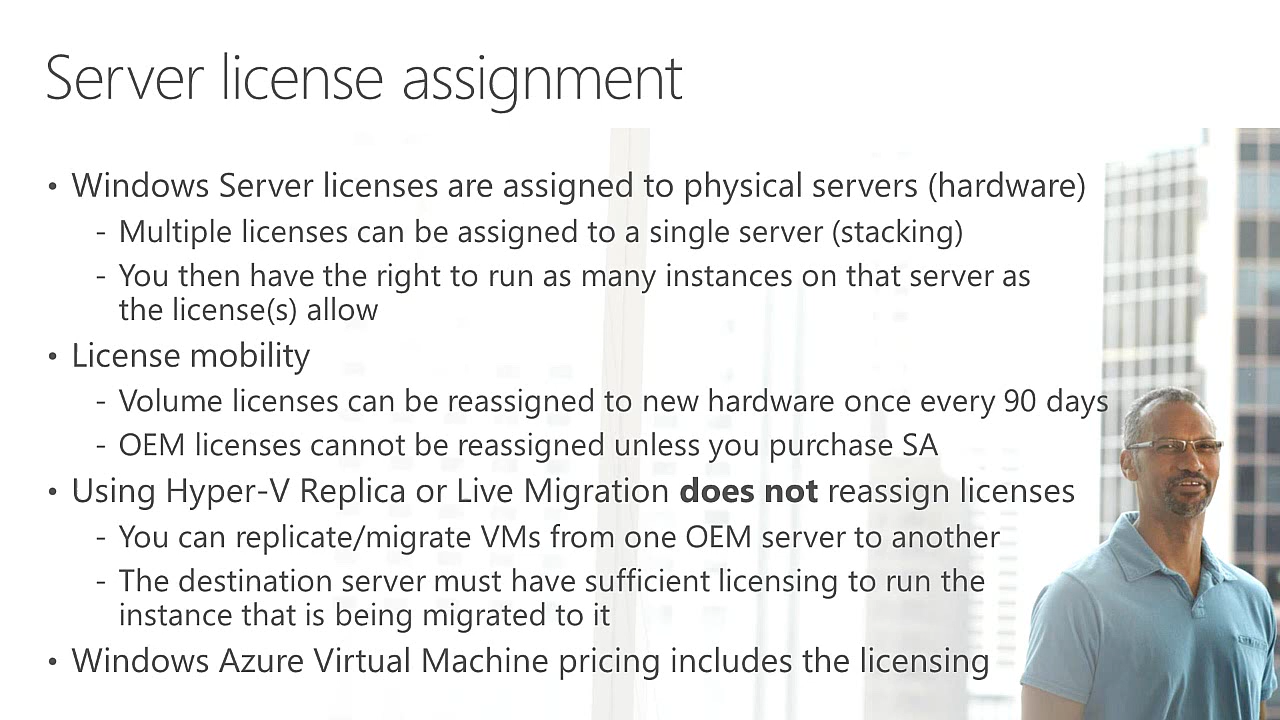 Server license assignment
• Windows Server licenses are assigned to physical servers (hardware)
- Multiple licenses can be assigned to a single server (stacking)
- You then have the right to run as many instances on that server as
the license(s) allow
• License mobility
- Volume licenses can be reassigned to new hardware once every 90 days
- OEM licenses cannot be reassigned unless you purchase SA
• Using Hyper-V Replica or Live Migration does not reassign licenses
- You can replicate/migrate VMs from one OEM server to another
- The destination server must have sufficient licensing to run the
instance that is being migrated to it
• Windows Azure Virtual Machine pricing includes the licensing